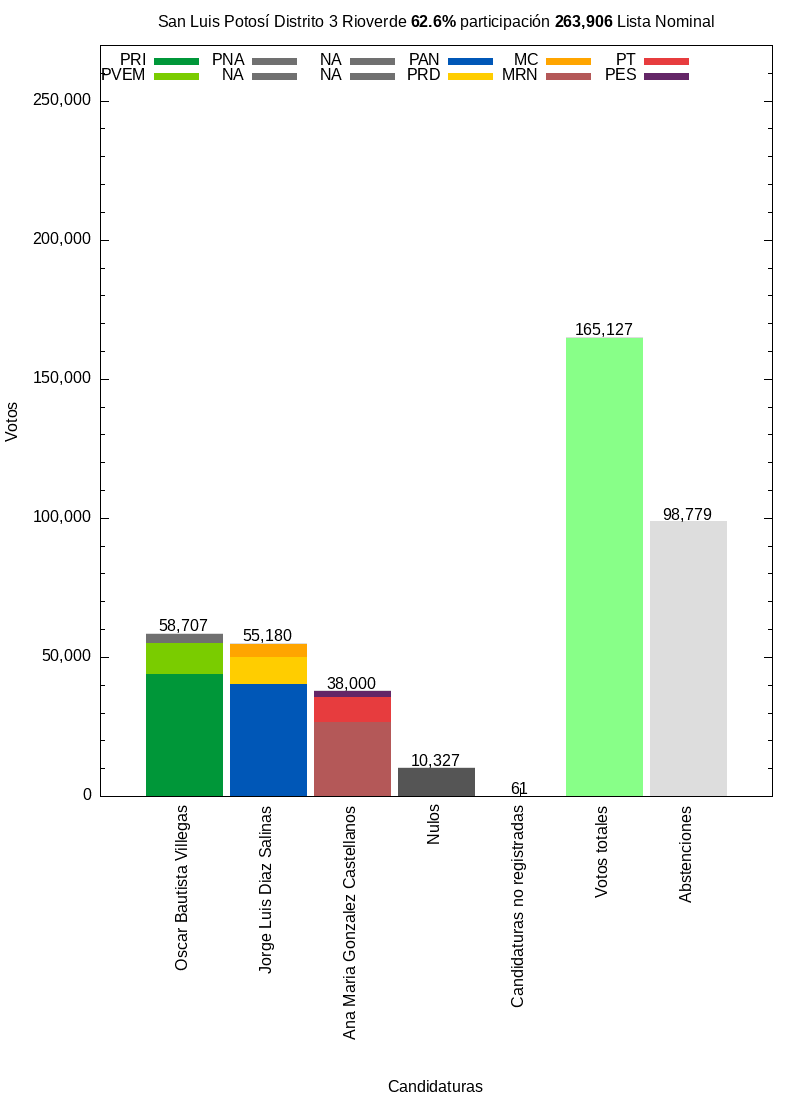 San Luis Potosí Distrito 3 Rioverde 62.6% participación 263,906 Lista Nominal
PRI PNA NA PAN MC PT
PVEM NA NA PRD MRN PES
250,000
200,000
150,000
100,000
50,000
0
Votos
58,707
55,180
38,000
10,327
61
165,127
98,779
Oscar Bautista Villegas
Jorge Luis Diaz Salinas
Ana Maria Gonzalez Castellanos
Nulos
Candidaturas no registradas
Votos totales
Abstenciones
Candidaturas